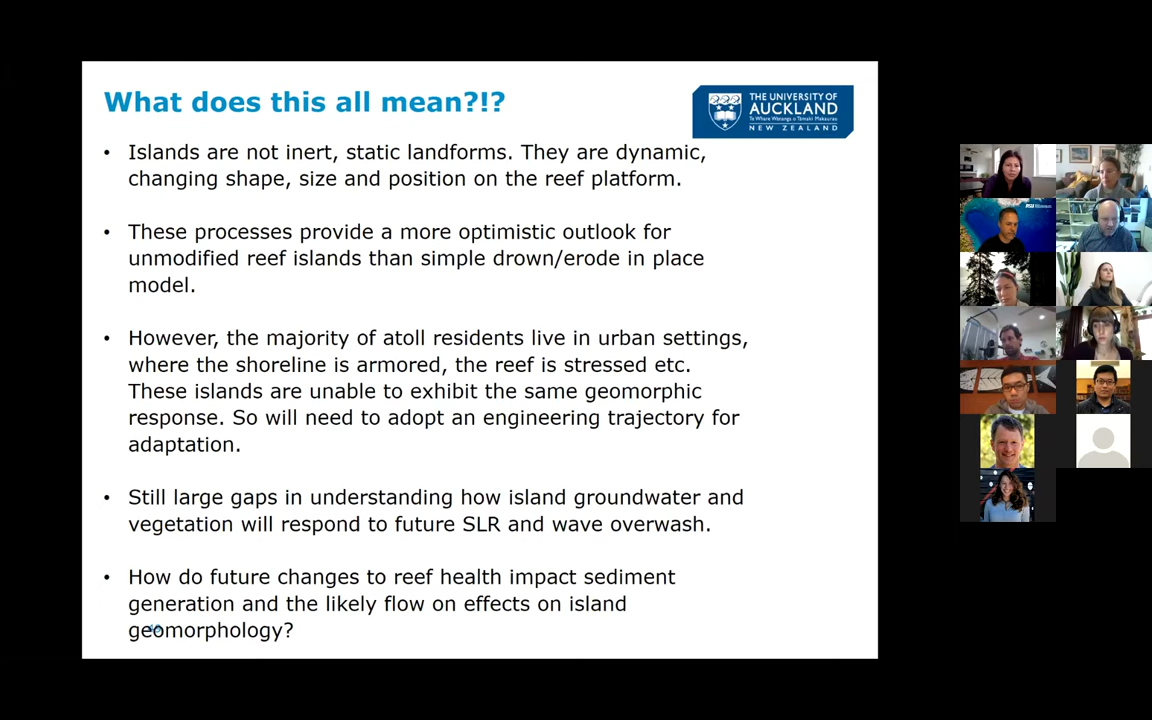 What does this all mean?!?
THE UNIVERSITY OF
AUCKLAND
Te Whare Wānanga o Tāmaki Makaurau
NEW ZEALAND
• Islands are not inert, static landforms. They are dynamic,
changing shape, size and position on the reef platform.
• These processes provide a more optimistic outlook for
unmodified reef islands than simple drown/erode in place
model.
• However, the majority of atoll residents live in urban settings,
where the shoreline is armored, the reef is stressed etc.
These islands are unable to exhibit the same geomorphic
response. So will need to adopt an engineering trajectory for
adaptation.
• Still large gaps in understanding how island groundwater and
vegetation will respond to future SLR and wave overwash.
• How do future changes to reef health impact sediment
generation and the likely flow on effects on island
geomorphology?